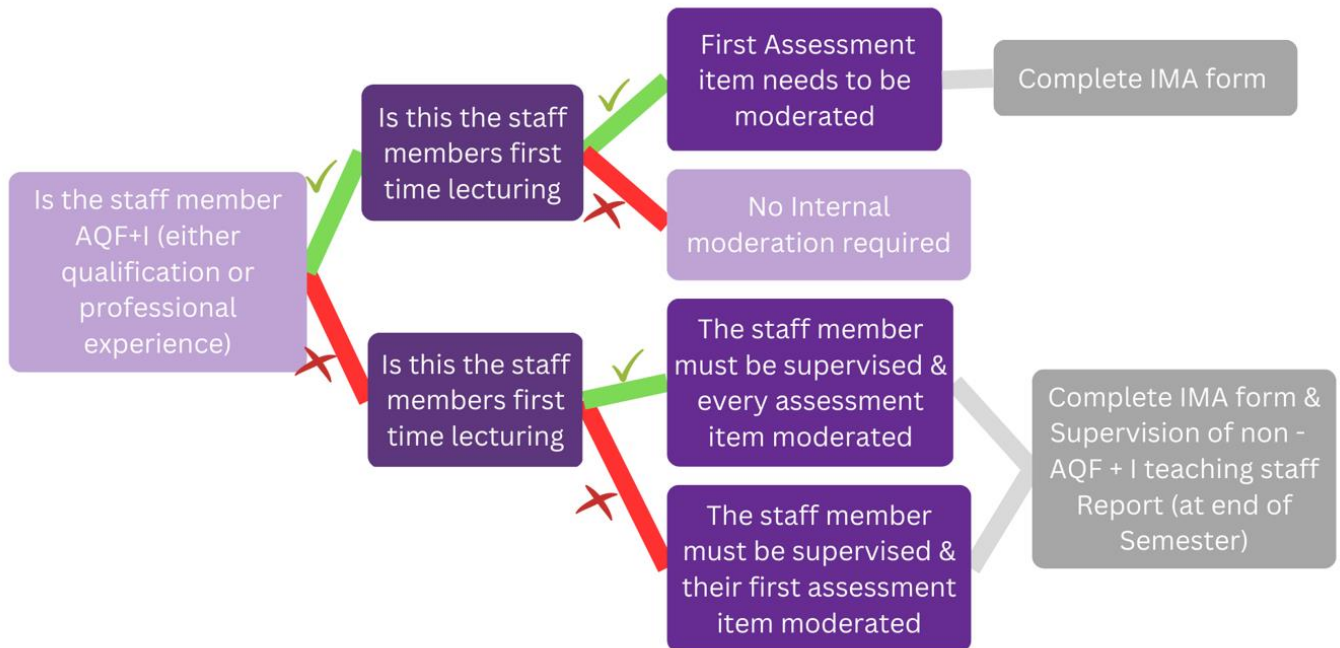 Is the staff member
AQF+I (either
qualification or
professional
experience)
Is this the staff
members first
time lecturing
First Assessment
item needs to be
moderated
Complete IMA form
No Internal
moderation required
Is this the staff
members first
time lecturing
The staff member
must be supervised &
every assessment
item moderated
The staff member
must be supervised &
their first assessment
item moderated
Complete IMA form &
Supervision of non -
AQF + I teaching staff
Report (at end of
Semester)